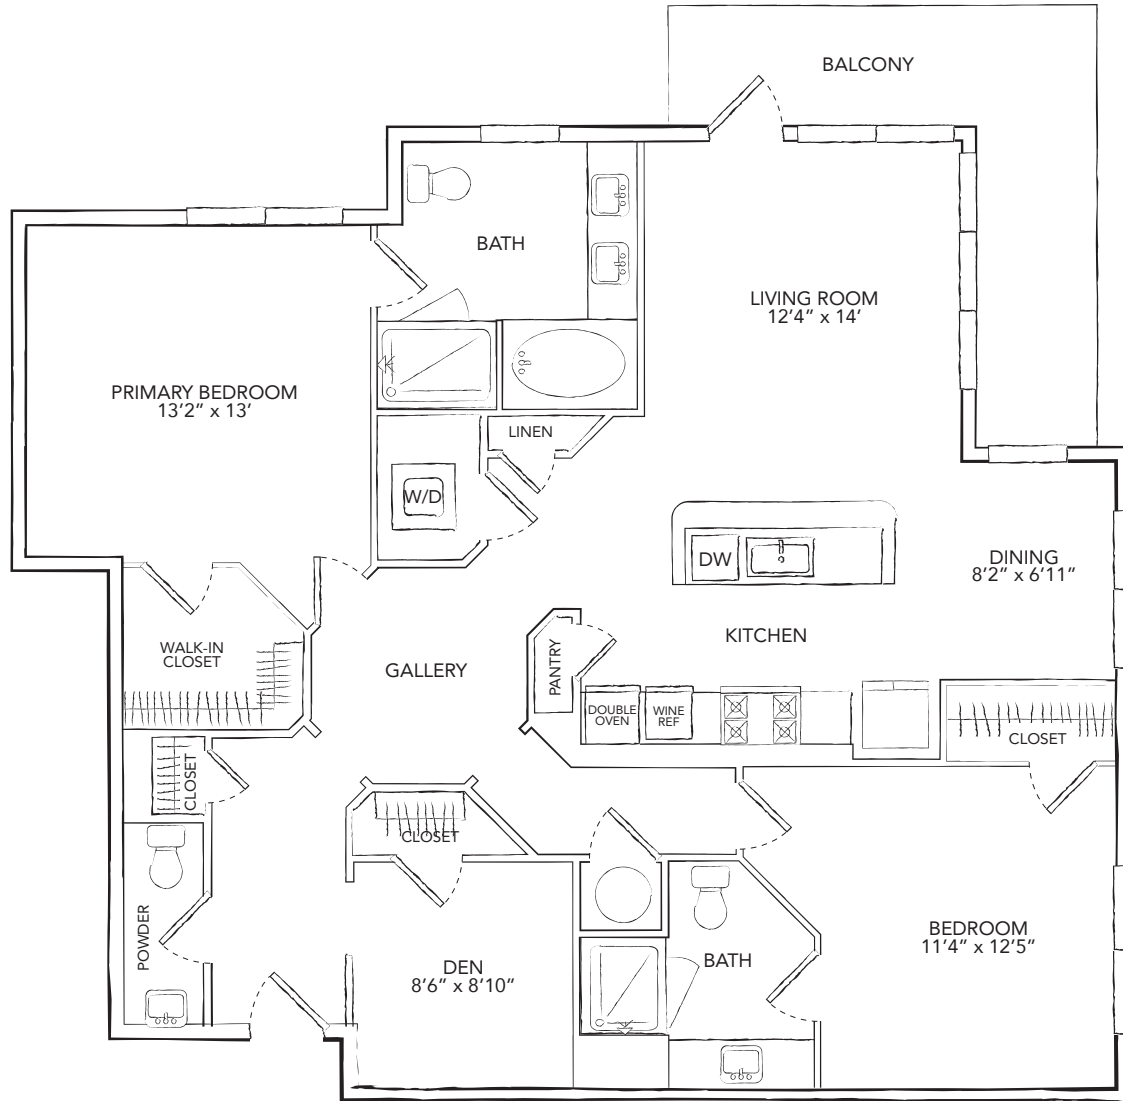 BALCONY
BATH
LIVING ROOM
12'4" x 14'
PRIMARY BEDROOM
13'2" x 13'
LINEN
W/D
DW
DINING
8'2" x 6'11"
KITCHEN
WALK-IN
CLOSET
GALLERY
PANTRY
DOUBLE
OVEN
WINE
REF
CLOSET
CLOSET
CLOSET
POWDER
BEDROOM
11'4" x 12'5"
BATH
DEN
8'6" x 8'10"